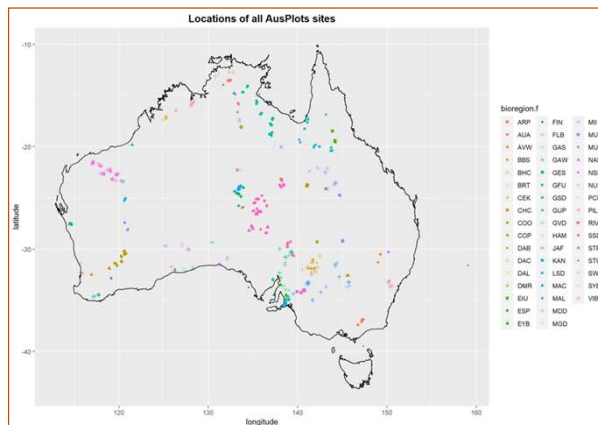 Locations of all AusPlots sites
-10
-20
-30
-40
120
130
140
150
160
latitude
longitude
bioregion.f
ARP
AUA
AVW
BBS
BHC
BRT
CEK
CHC
COO
COP
DAB
DAC
DAL
DMR
EIU
ESP
EYB
FIN
FLB
GAS
GAW
GES
GFU
GSD
GUP
GVD
HAM
JAF
KAN
LSD
MAC
MAL
MDD
MGD
MII
PIL
VIB